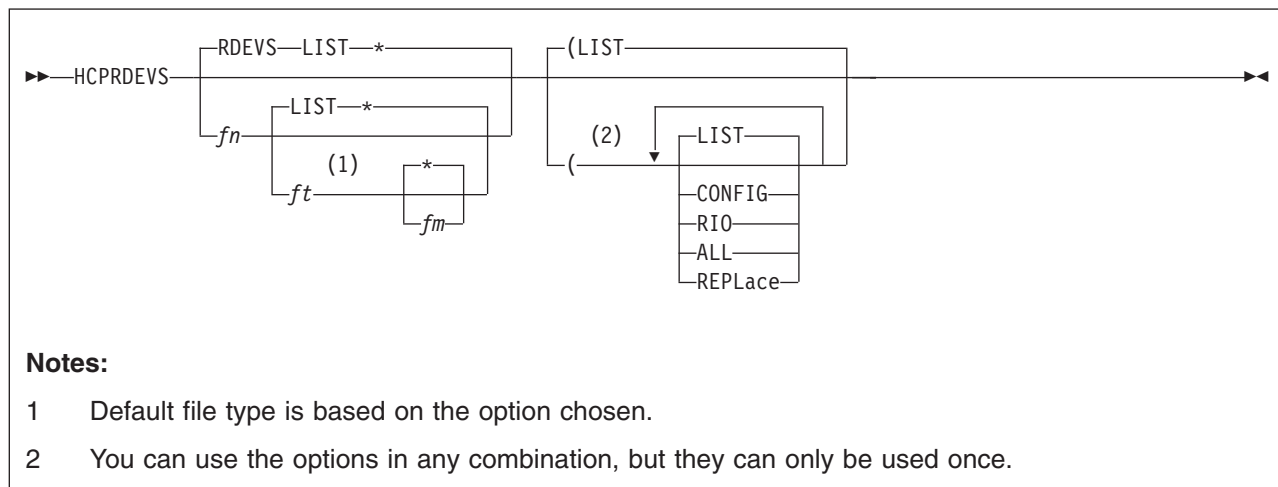 RDEVS LIST * (LIST
HCPRDEVS
LIST *
fn (2) LIST
(1) * (
ft CONFIG
fm RIO
ALL
REPLace
Notes:
1 Default file type is based on the option chosen.
2 You can use the options in any combination, but they can only be used once.